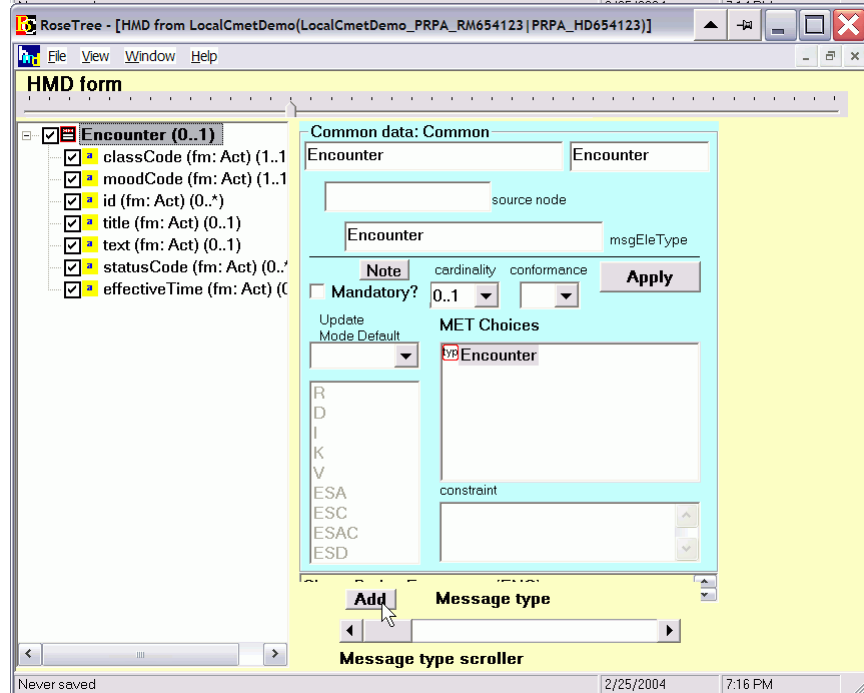 RoseTree - [HMD from LocalCmetDemo(LocalCmetDemo_PRPA_RM654123|PRPA_HD654123)]
File View Window Help
HMD form
Encounter (0..1)
classCode (fm: Act) (1..1
moodCode (fm: Act) (1..1
id (fm: Act) (0..*)
title (fm: Act) (0..1)
text (fm: Act) (0..1)
statusCode (fm: Act) (0..*
effectiveTime (fm: Act) (0
Common data: Common
Encounter Encounter
source node
Encounter msgEleType
Note cardinality conformance Apply
Mandatory? 0..1
Update
Mode Default
MET Choices
typ Encounter
R
D
I
K
V
ESA
ESC
ESAC
ESD
constraint
Add Message type
Message type scroller
Never saved 2/25/2004 7:16 PM